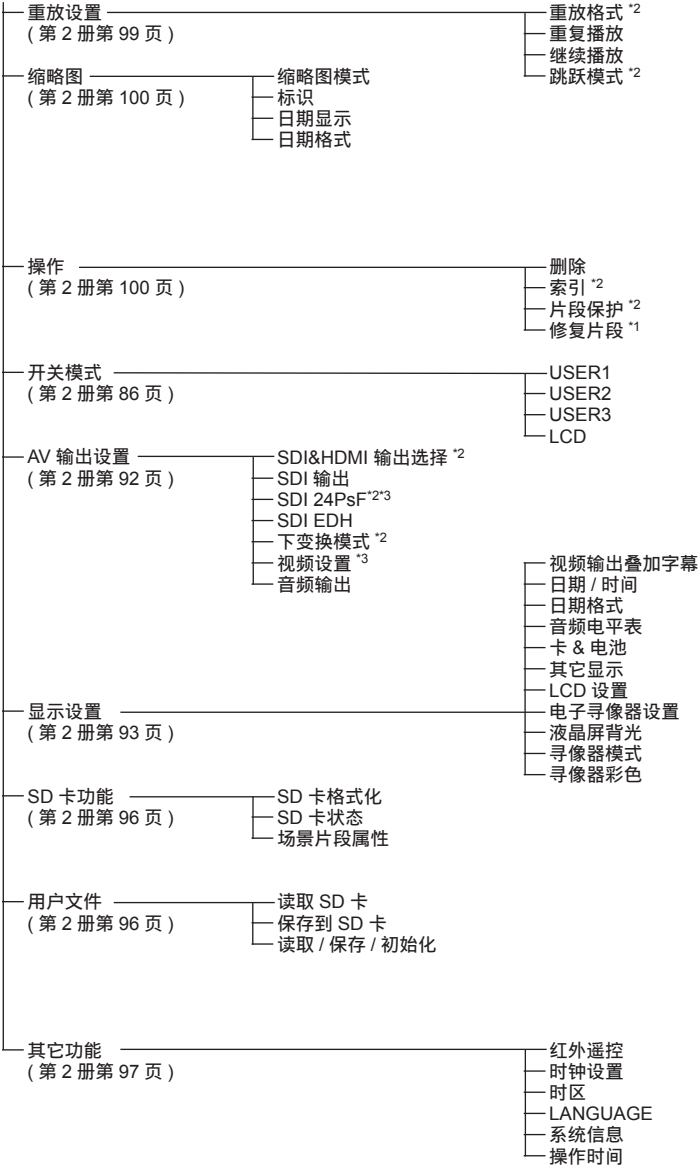 重放设置
( 第 2 册第 99 页 )
重放格式 *2
重复播放
继续播放
跳跃模式 *2
缩略图
( 第 2 册第 100 页 )
缩略图模式
标识
日期显示
日期格式
操作
( 第 2 册第 100 页 )
删除
索引 *2
片段保护 *2
修复片段 *1
开关模式
( 第 2 册第 86 页 )
USER1
USER2
USER3
LCD
AV 输出设置
( 第 2 册第 92 页 )
SDI&HDMI 输出选择 *2
SDI 输出
SDI 24PsF*2*3
SDI EDH
下变换模式 *2
视频设置 *3
音频输出
显示设置
( 第 2 册第 93 页 )
视频输出叠加字幕
日期 / 时间
日期格式
音频电平表
卡 & 电池
其它显示
LCD 设置
电子寻像器设置
液晶屏背光
寻像器模式
寻像器彩色
SD 卡功能
( 第 2 册第 96 页 )
SD 卡格式化
SD 卡状态
场景片段属性
用户文件
( 第 2 册第 96 页 )
读取 SD 卡
保存到 SD 卡
读取 / 保存 / 初始化
其它功能
( 第 2 册第 97 页 )
红外遥控
时钟设置
时区
LANGUAGE
系统信息
操作时间